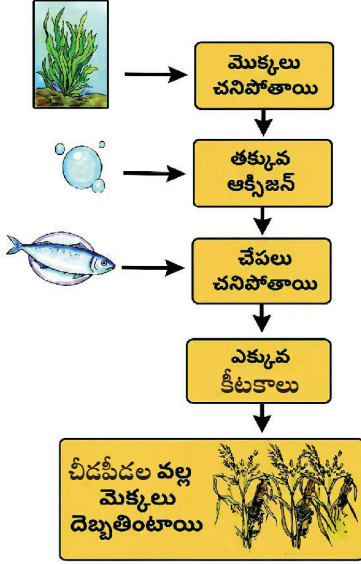 మొక్కలు
చనిపోతాయి
తక్కువ
ఆక్సిజన్
చేపలు
చనిపోతాయి
ఎక్కువ
కీటకాలు
చీడపీడల వల్ల
మెక్కలు
దెబ్బతింటాయి